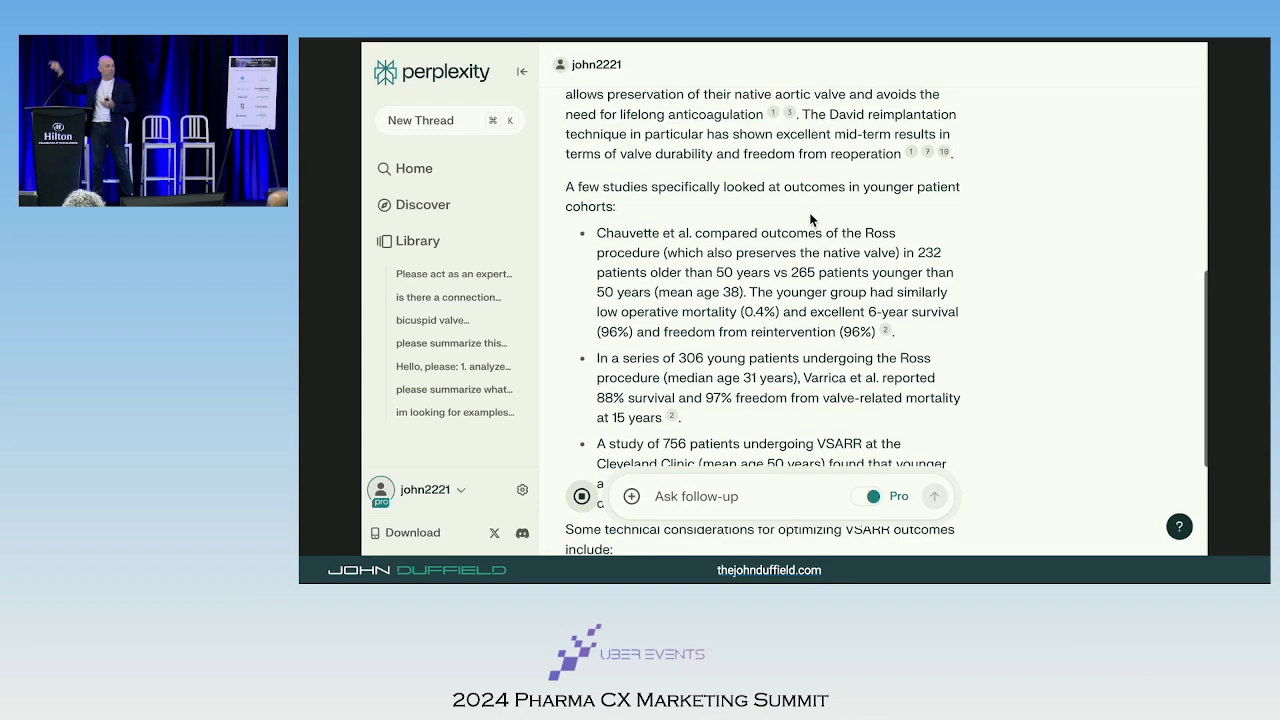 Hilton
perplexity
New Thread ⌘ K
Home
Discover
Library
Please act as an expert...
is there a connection...
bicuspid valve...
please summarize this...
Hello, please: 1. analyze...
please summarize what...
im looking for examples...
john2221
pro
Download
john2221
allows preservation of their native aortic valve and avoids the
need for lifelong anticoagulation 1 3. The David reimplantation
technique in particular has shown excellent mid-term results in
terms of valve durability and freedom from reoperation 1 7 10.
A few studies specifically looked at outcomes in younger patient
cohorts:
• Chauvette et al. compared outcomes of the Ross
procedure (which also preserves the native valve) in 232
patients older than 50 years vs 265 patients younger than
50 years (mean age 38). The younger group had similarly
low operative mortality (0.4%) and excellent 6-year survival
(96%) and freedom from reintervention (96%) 2.
• In a series of 306 young patients undergoing the Ross
procedure (median age 31 years), Varrica et al. reported
88% survival and 97% freedom from valve-related mortality
at 15 years 2.
• A study of 756 patients undergoing VSARR at the
Cleveland Clinic (mean age 50 years) found that younger
Ask follow-up Pro
Some technical considerations for optimizing VSARR outcomes
include:
?
JOHN DUFFIELD
thejohnduffield.com
UBER EVENTS
2024 Pharma CX Marketing Summit